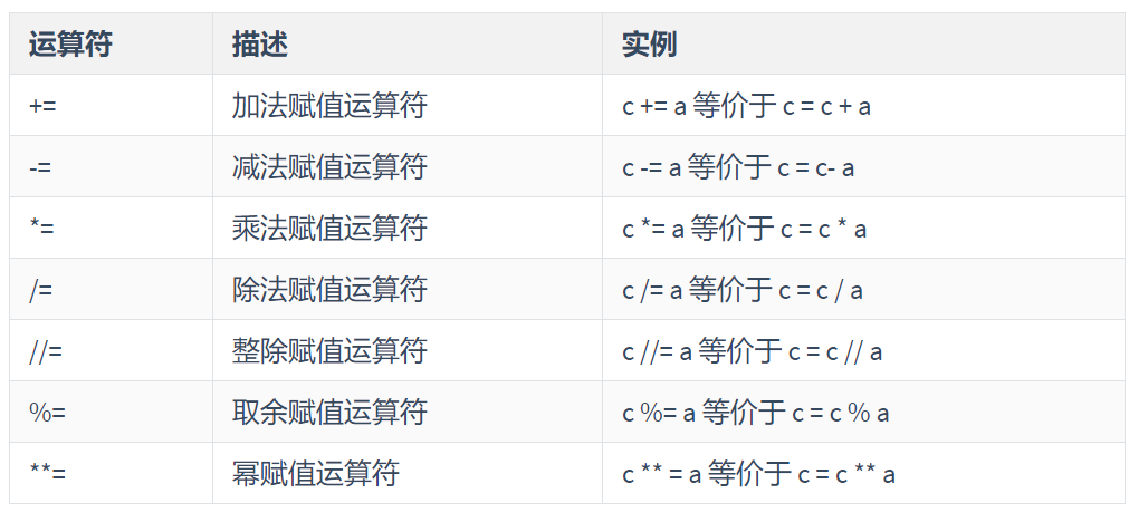 运算符 描述 实例
+= 加法赋值运算符 c += a 等价于 c = c + a
-= 减法赋值运算符 c -= a 等价于 c = c- a
*= 乘法赋值运算符 c *= a 等价于 c = c * a
/= 除法赋值运算符 c /= a 等价于 c = c / a
//= 整除赋值运算符 c //= a 等价于 c = c // a
%= 取余赋值运算符 c %= a 等价于 c = c % a
**= 幂赋值运算符 c ** = a 等价于 c = c ** a